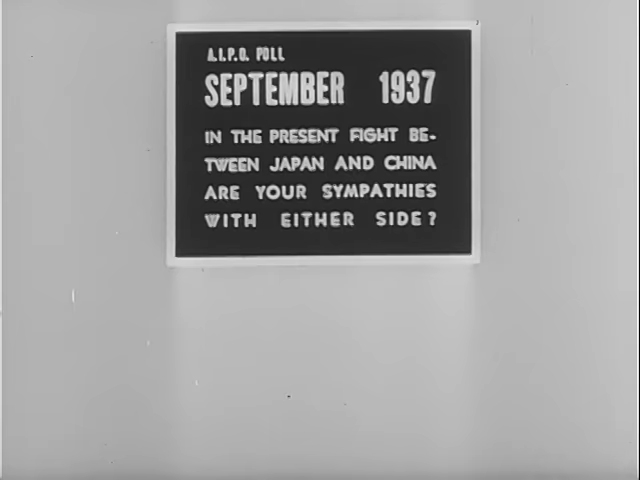 A.I.P.O. POLL
SEPTEMBER 1937
IN THE PRESENT FIGHT BE-
TWEEN JAPAN AND CHINA
ARE YOUR SYMPATHIES
WITH EITHER SIDE?